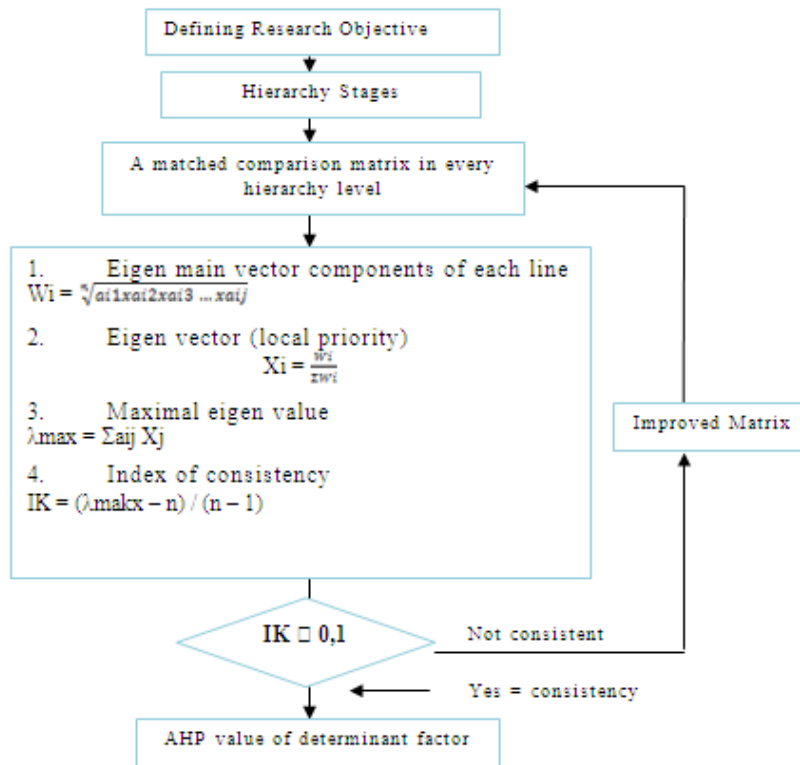 Defining Research Objective
Hierarchy Stages
A matched comparison matrix in every
hierarchy level
1. Eigen main vector components of each line
Wi = ⁿ√ai1xai2xai3 ...xaij
2. Eigen vector (local priority)
Xi = wi/Σwi
3. Maximal eigen value
λmax = Σaij Xj
4. Index of consistency
IK = (λmakx – n) / (n – 1)
Improved Matrix
IK □ 0,1
Not consistent
Yes = consistency
AHP value of determinant factor